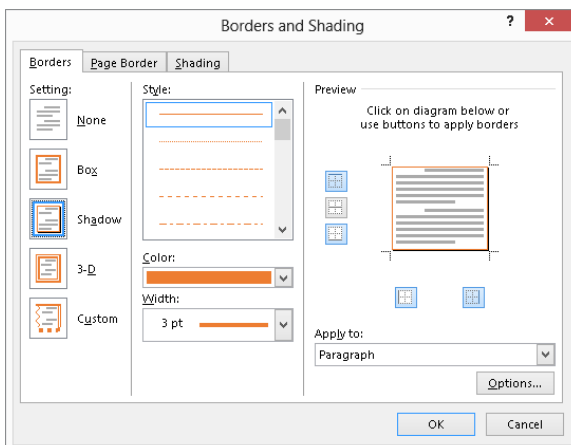 Borders and Shading
?
×
Borders
Page Border
Shading
Setting:
None
Box
Shadow
3-D
Custom
Style:
Color:
Width:
3 pt
Preview
Click on diagram below or
use buttons to apply borders
Apply to:
Paragraph
Options...
OK
Cancel